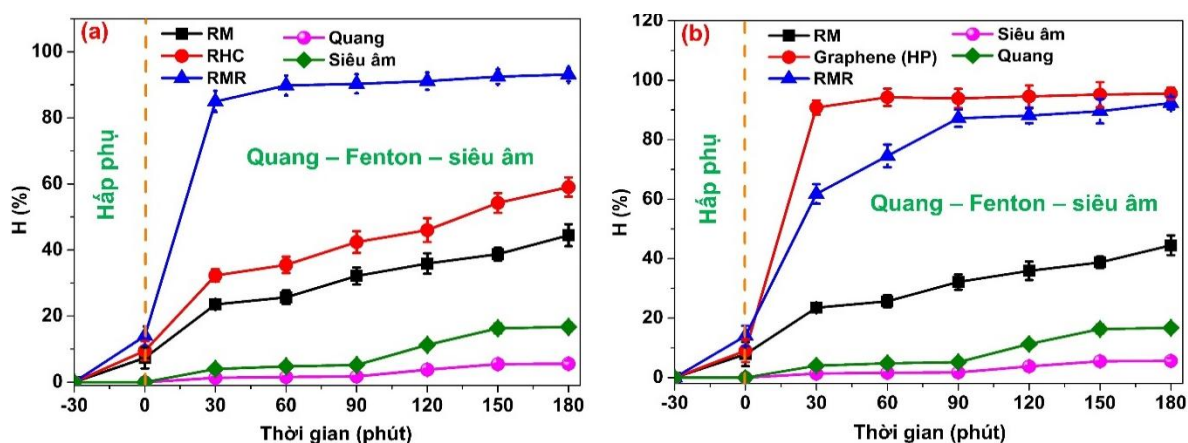 (a)
RM
RHC
RMR
Quang
Siêu âm
Hấp phụ
Quang – Fenton – siêu âm
H (%)
100
80
60
40
20
0
-30 0 30 60 90 120 150 180
Thời gian (phút)
(b)
RM
Graphene (HP)
RMR
Siêu âm
Quang
Hấp phụ
Quang – Fenton – siêu âm
H (%)
120
100
80
60
40
20
0
-30 0 30 60 90 120 150 180
Thời gian (phút)